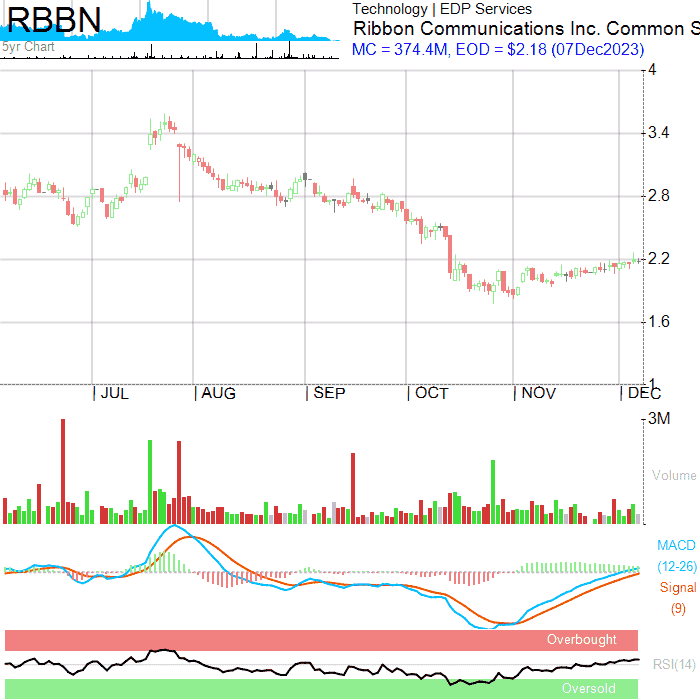 RBBN
5yr Chart
Technology | EDP Services
Ribbon Communications Inc. Common S
MC = 374.4M, EOD = $2.18 (07Dec2023)
4
3.4
2.8
2.2
1.6
1
JUL AUG SEP OCT NOV DEC
3M
Volume
MACD
(12-26)
Signal
(9)
Overbought
RSI(14)
Oversold